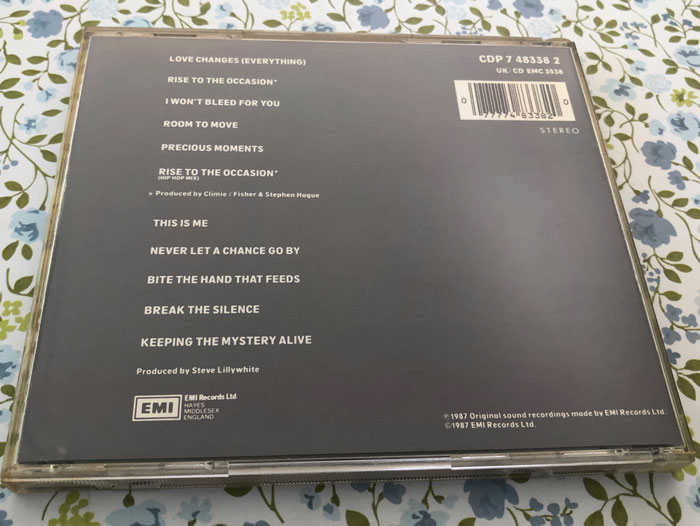 LOVE CHANGES (EVERYTHING)
RISE TO THE OCCASION*
I WON'T BLEED FOR YOU
ROOM TO MOVE
PRECIOUS MOMENTS
RISE TO THE OCCASION*
(HIP HOP MIX)
* Produced by Climie / Fisher & Stephen Hague
THIS IS ME
NEVER LET A CHANCE GO BY
BITE THE HAND THAT FEEDS
BREAK THE SILENCE
KEEPING THE MYSTERY ALIVE
Produced by Steve Lillywhite
EMI
EMI Records Ltd.
HAYES
MIDDLESEX
ENGLAND
CDP 7 48338 2
UK: CD EMC 3538
0 77774 83382 0
STEREO
℗1987 Original sound recordings made by EMI Records Ltd.
©1987 EMI Records Ltd.